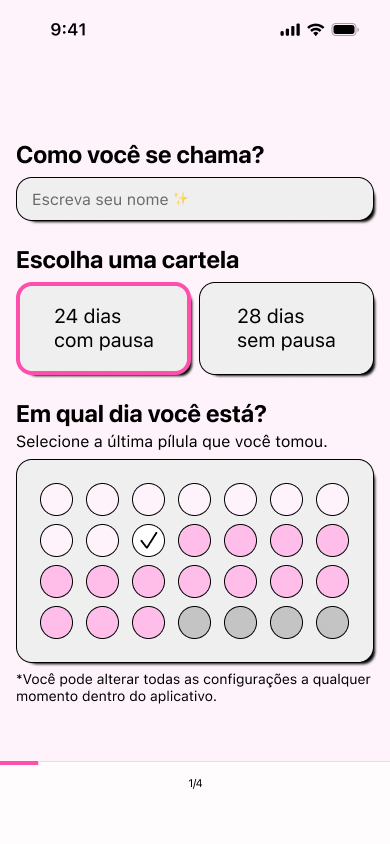 9:41
Como você se chama?
Escreva seu nome ✨
Escolha uma cartela
24 dias
com pausa
28 dias
sem pausa
Em qual dia você está?
Selecione a última pílula que você tomou.
*Você pode alterar todas as configurações a qualquer
momento dentro do aplicativo.
1/4